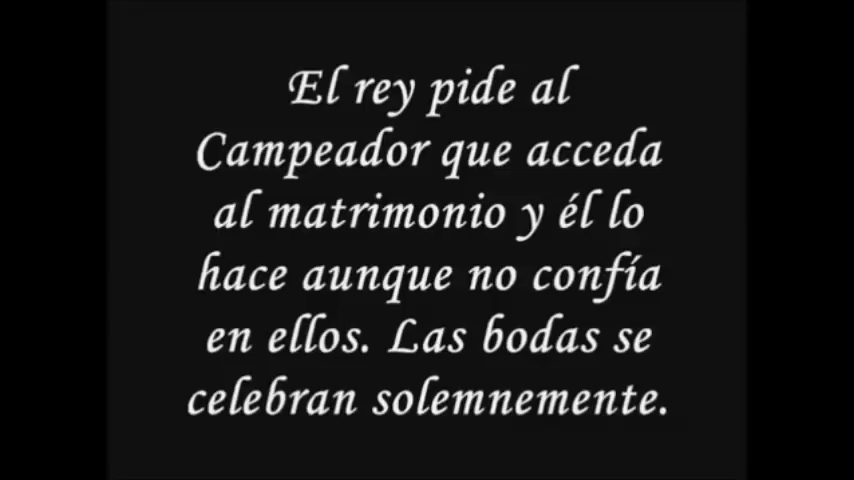 El rey pide al
Campeador que acceda
al matrimonio y él lo
hace aunque no confía
en ellos. Las bodas se
celebran solemnemente.